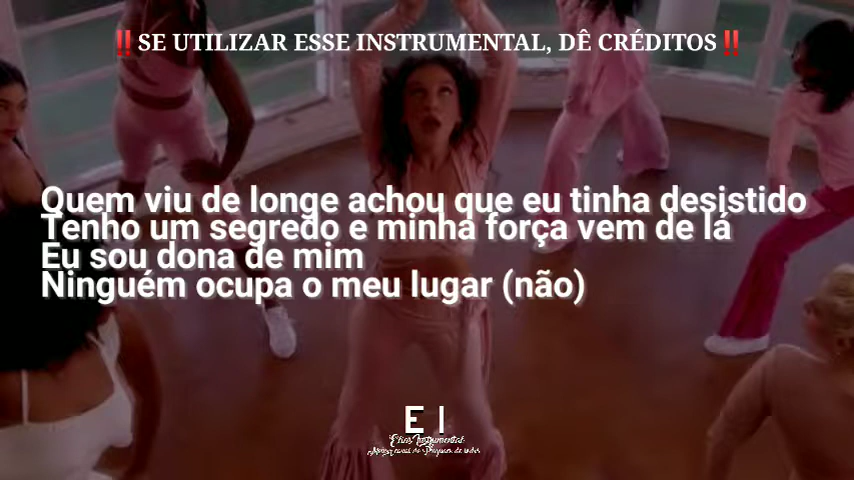 ‼️SE UTILIZAR ESSE INSTRUMENTAL, DÊ CRÉDITOS‼️
Quem viu de longe achou que eu tinha desistido
Tenho um segredo e minha força vem de lá
Eu sou dona de mim
Ninguém ocupa o meu lugar (não)
E I